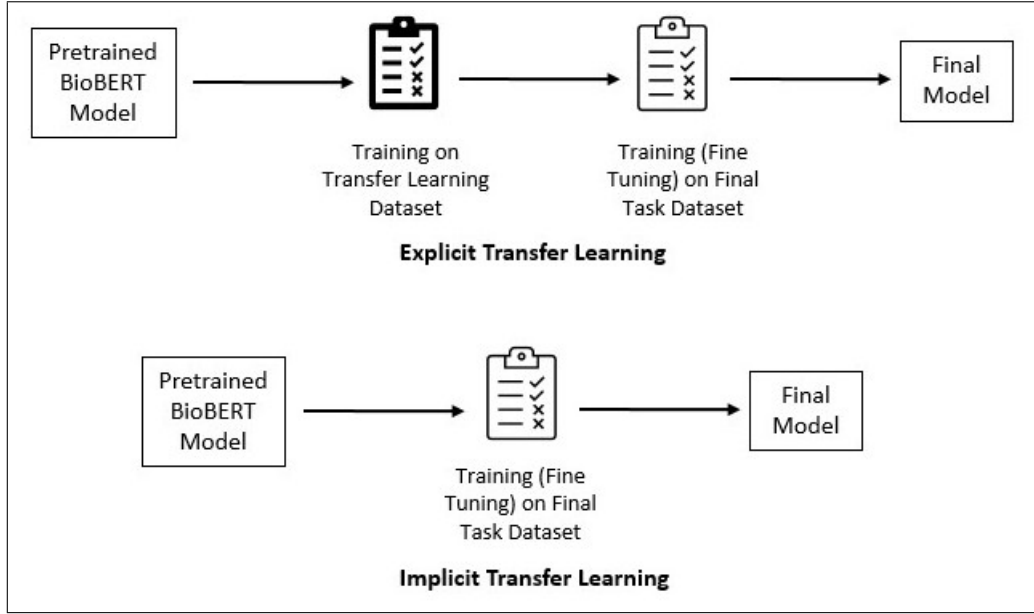 Pretrained
BioBERT
Model
Training on
Transfer Learning
Dataset
Training (Fine
Tuning) on Final
Task Dataset
Final
Model
Explicit Transfer Learning
Pretrained
BioBERT
Model
Training (Fine
Tuning) on Final
Task Dataset
Final
Model
Implicit Transfer Learning